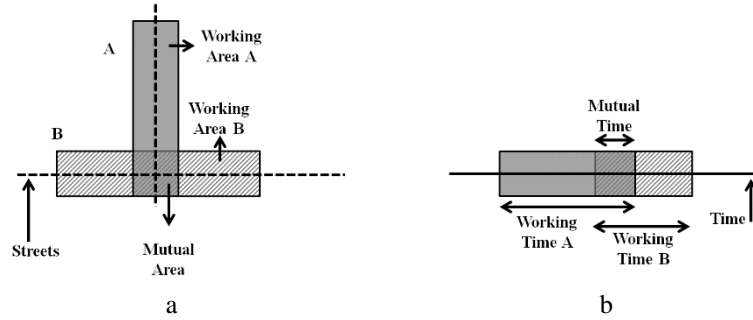 A
Working
Area A
Working
Area B
B
Streets
Mutual
Area
a
Mutual
Time
Working
Time A
Working
Time B
Time
b